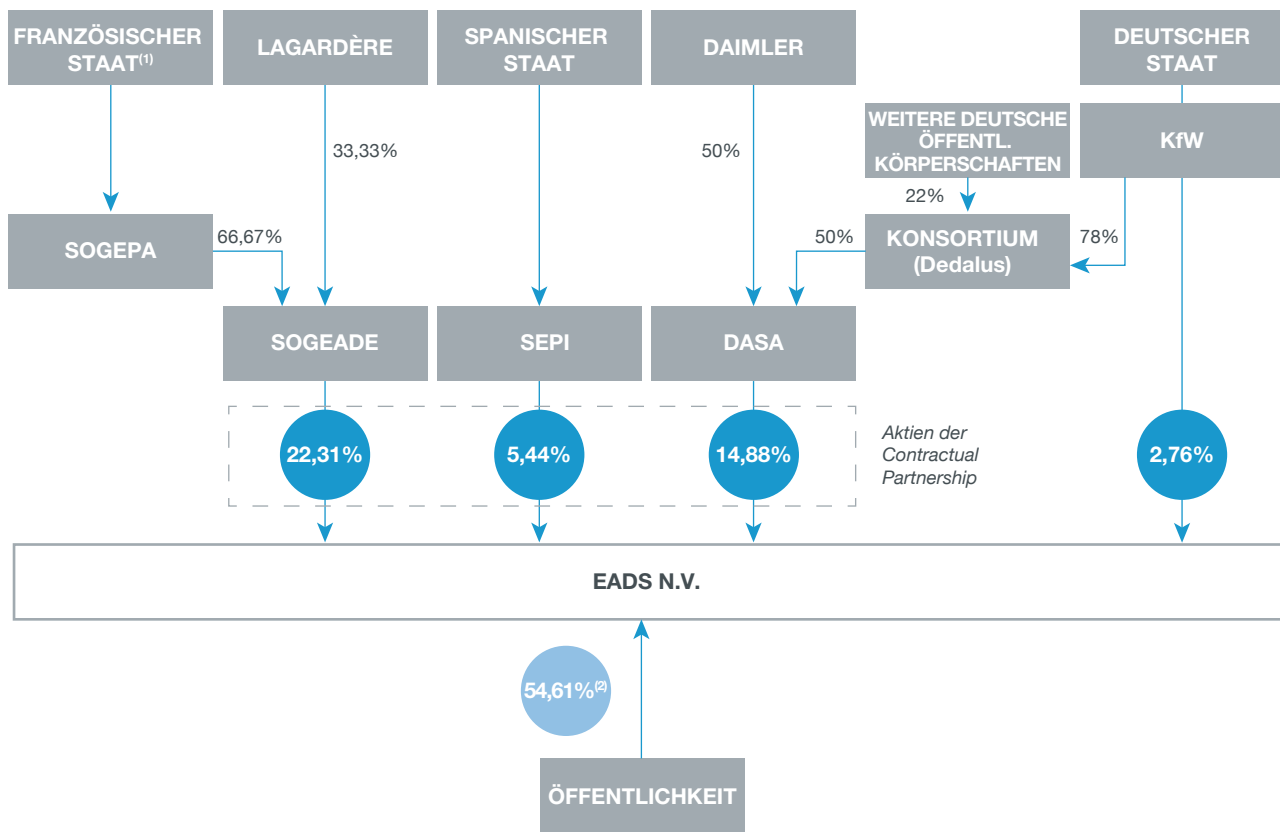 FRANZÖSISCHER
STAAT(1)
LAGARDÈRE
SPANISCHER
STAAT
DAIMLER
DEUTSCHER
STAAT
WEITERE DEUTSCHE
ÖFFENTL.
KÖRPERSCHAFTEN
KfW
33,33%
50%
22%
SOGEPA
66,67%
50%
KONSORTIUM
(Dedalus)
78%
SOGEADE
SEPI
DASA
22,31%
5,44%
14,88%
Aktien der
Contractual
Partnership
2,76%
EADS N.V.
54,61%(2)
ÖFFENTLICHKEIT